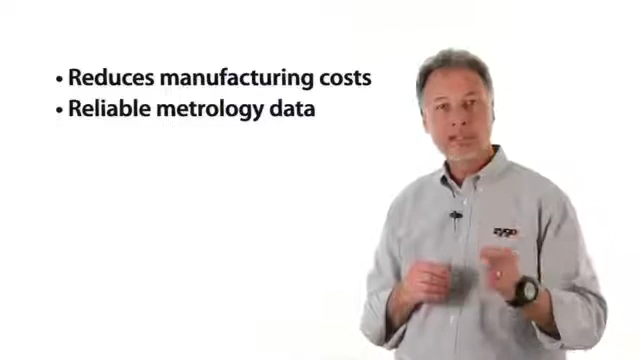 • Reduces manufacturing costs
• Reliable metrology data
zygo